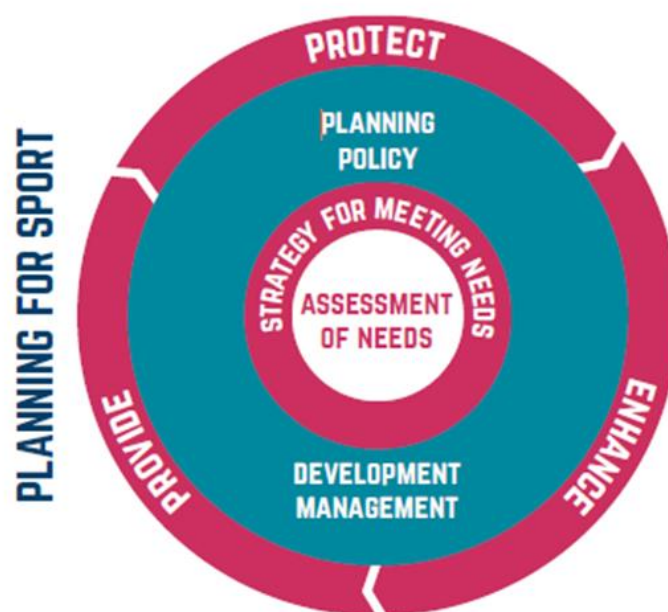 PLANNING FOR SPORT
PROTECT
PLANNING
POLICY
STRATEGY FOR MEETING NEEDS
ASSESSMENT
OF NEEDS
DEVELOPMENT
MANAGEMENT
PROVIDE
ENHANCE